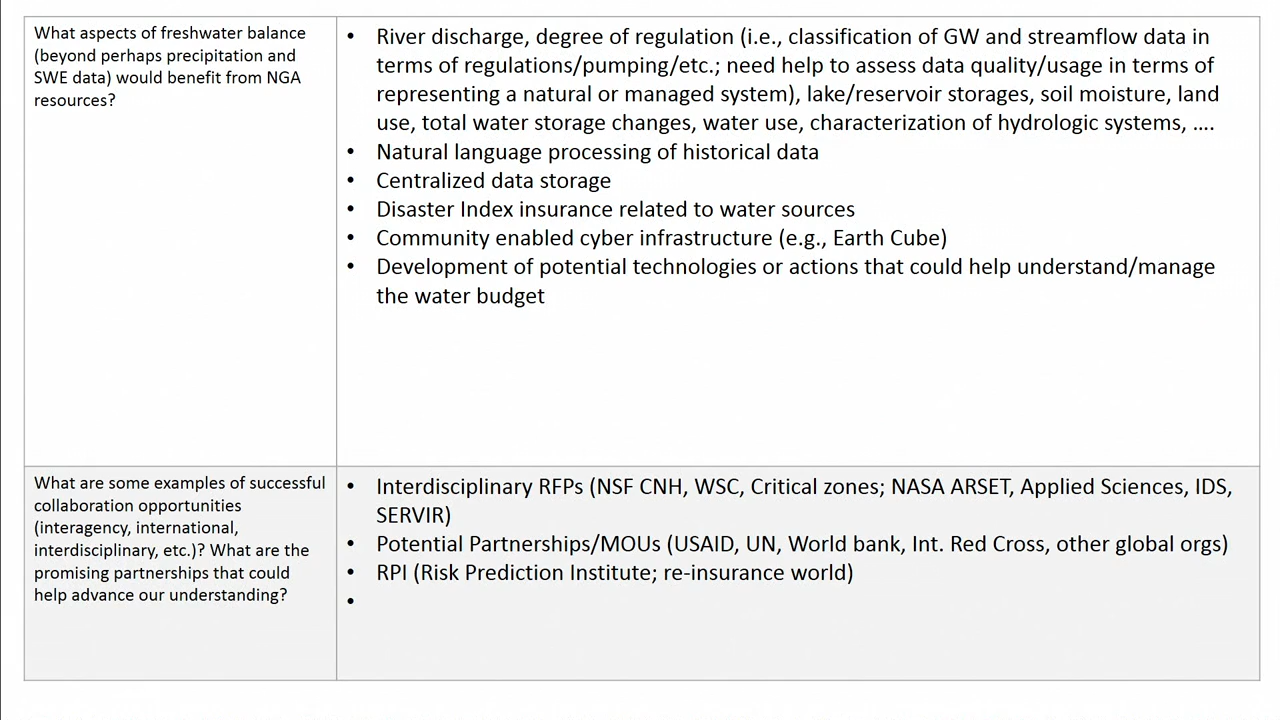 What aspects of freshwater balance
(beyond perhaps precipitation and
SWE data) would benefit from NGA
resources?
• River discharge, degree of regulation (i.e., classification of GW and streamflow data in
terms of regulations/pumping/etc.; need help to assess data quality/usage in terms of
representing a natural or managed system), lake/reservoir storages, soil moisture, land
use, total water storage changes, water use, characterization of hydrologic systems, ….
• Natural language processing of historical data
• Centralized data storage
• Disaster Index insurance related to water sources
• Community enabled cyber infrastructure (e.g., Earth Cube)
• Development of potential technologies or actions that could help understand/manage
the water budget
What are some examples of successful
collaboration opportunities
(interagency, international,
interdisciplinary, etc.)? What are the
promising partnerships that could
help advance our understanding?
• Interdisciplinary RFPs (NSF CNH, WSC, Critical zones; NASA ARSET, Applied Sciences, IDS,
SERVIR)
• Potential Partnerships/MOUs (USAID, UN, World bank, Int. Red Cross, other global orgs)
• RPI (Risk Prediction Institute; re-insurance world)
•